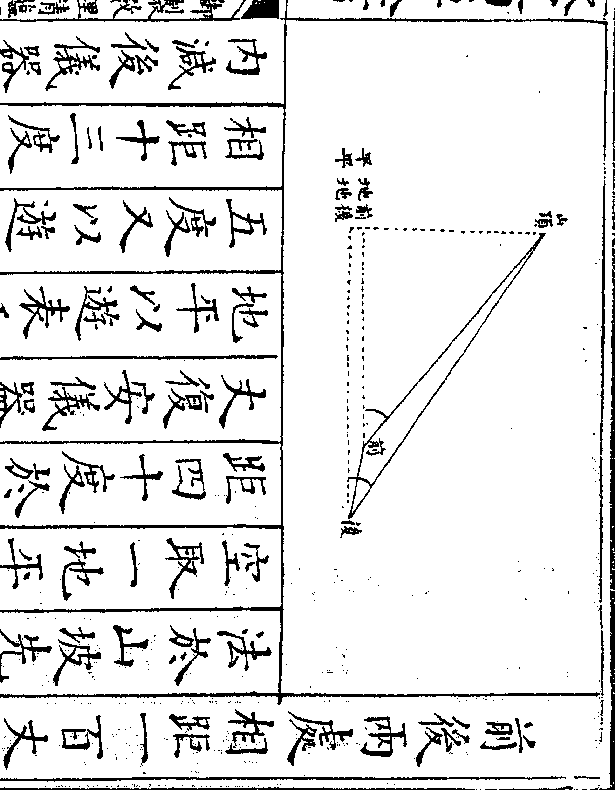 前後兩處相距一百丈
山頂
前地平
後地平
前
後
法於山坡先
空取一地平
距四十度於
丈復安儀器
地平以遊表
五度又以遊
相距十三度
內減後儀器